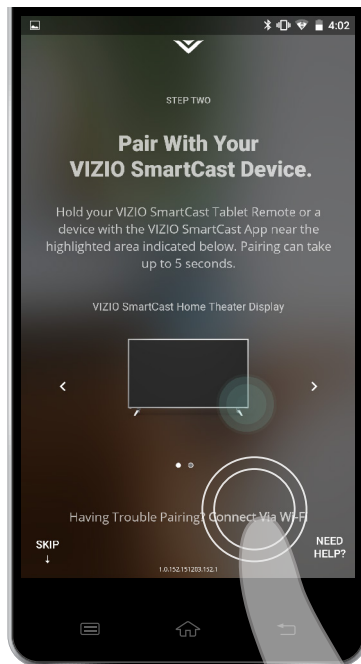 4:02
STEP TWO
Pair With Your
VIZIO SmartCast Device.
Hold your VIZIO SmartCast Tablet Remote or a
device with the VIZIO SmartCast App near the
highlighted area indicated below. Pairing can take
up to 5 seconds.
VIZIO SmartCast Home Theater Display
Having Trouble Pairing? Connect Via Wi-Fi
SKIP
NEED
HELP?
1.0.152.151203.152.1